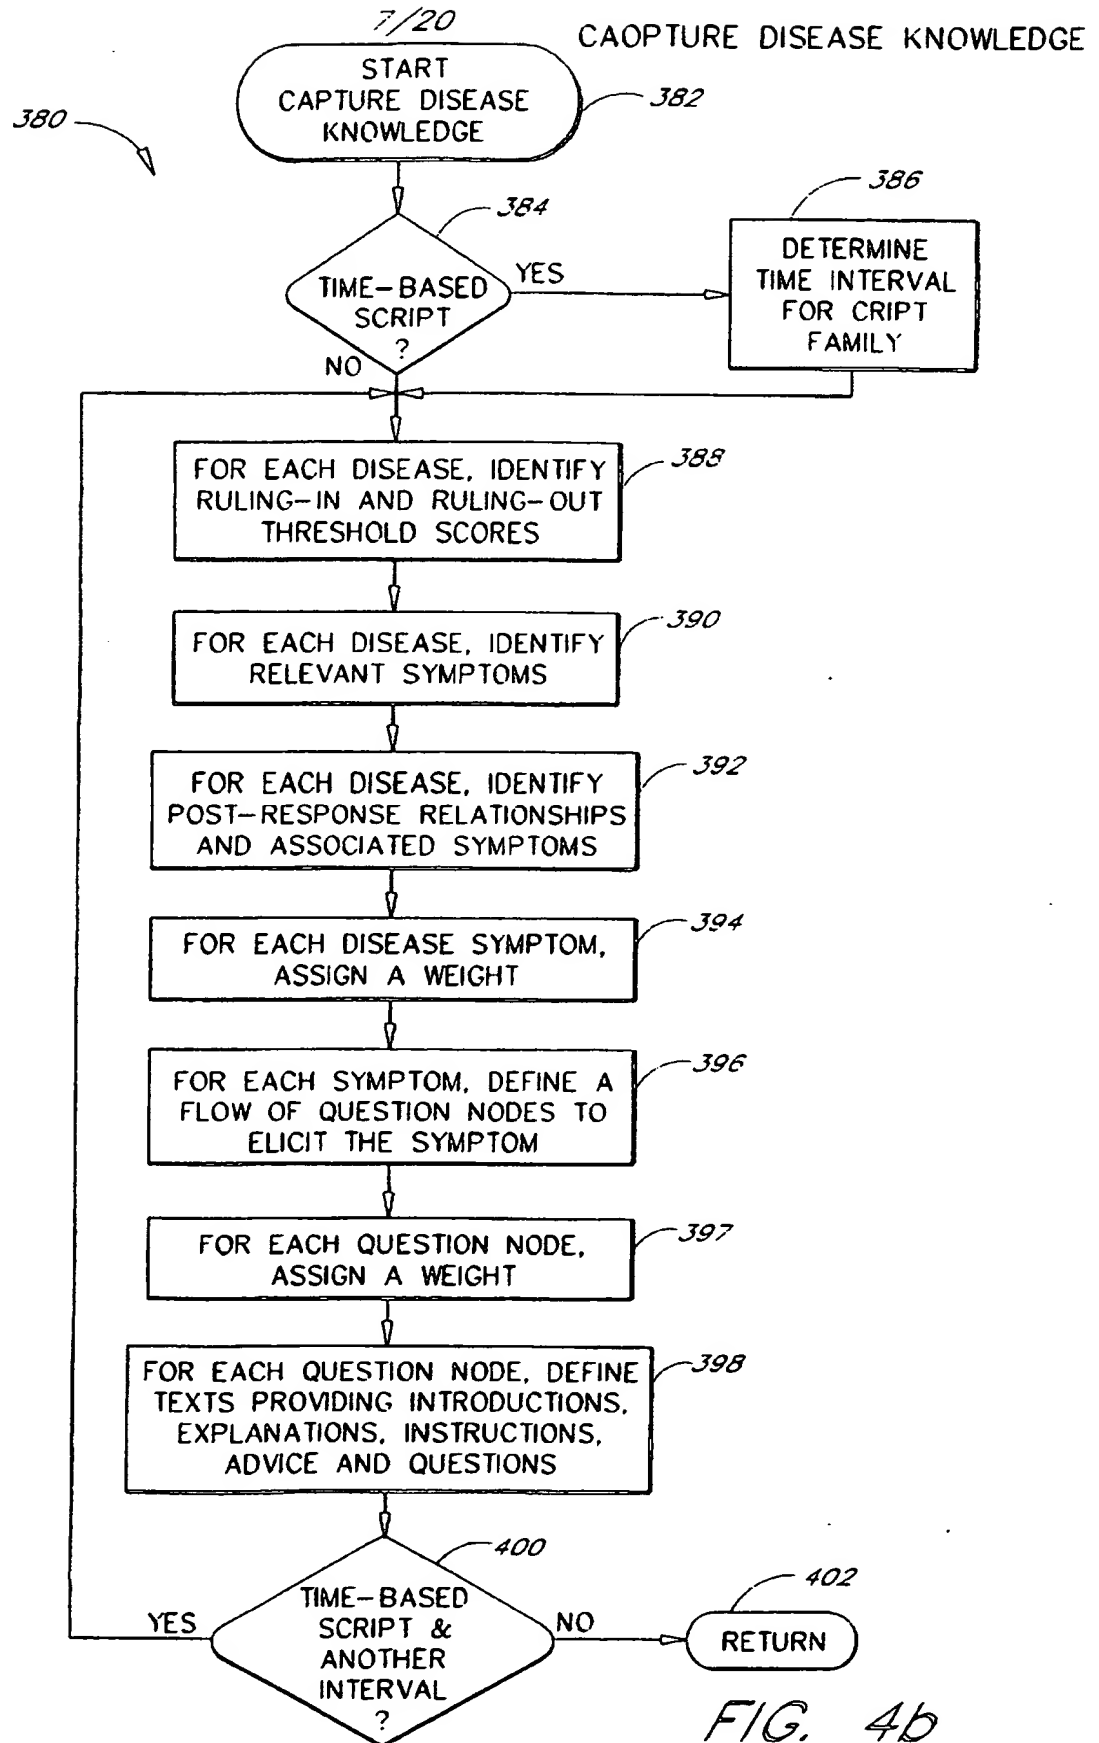 7/20
CAOPTURE DISEASE KNOWLEDGE
START
CAPTURE DISEASE
KNOWLEDGE
382
380
384
386
TIME-BASED
SCRIPT
?
YES
NO
DETERMINE
TIME INTERVAL
FOR CRIPT
FAMILY
388
FOR EACH DISEASE, IDENTIFY
RULING-IN AND RULING-OUT
THRESHOLD SCORES
390
FOR EACH DISEASE, IDENTIFY
RELEVANT SYMPTOMS
392
FOR EACH DISEASE, IDENTIFY
POST-RESPONSE RELATIONSHIPS
AND ASSOCIATED SYMPTOMS
394
FOR EACH DISEASE SYMPTOM,
ASSIGN A WEIGHT
396
FOR EACH SYMPTOM, DEFINE A
FLOW OF QUESTION NODES TO
ELICIT THE SYMPTOM
397
FOR EACH QUESTION NODE,
ASSIGN A WEIGHT
398
FOR EACH QUESTION NODE, DEFINE
TEXTS PROVIDING INTRODUCTIONS,
EXPLANATIONS, INSTRUCTIONS,
ADVICE AND QUESTIONS
400
TIME-BASED
SCRIPT &
ANOTHER
INTERVAL
?
YES
NO
402
RETURN
FIG. 4b